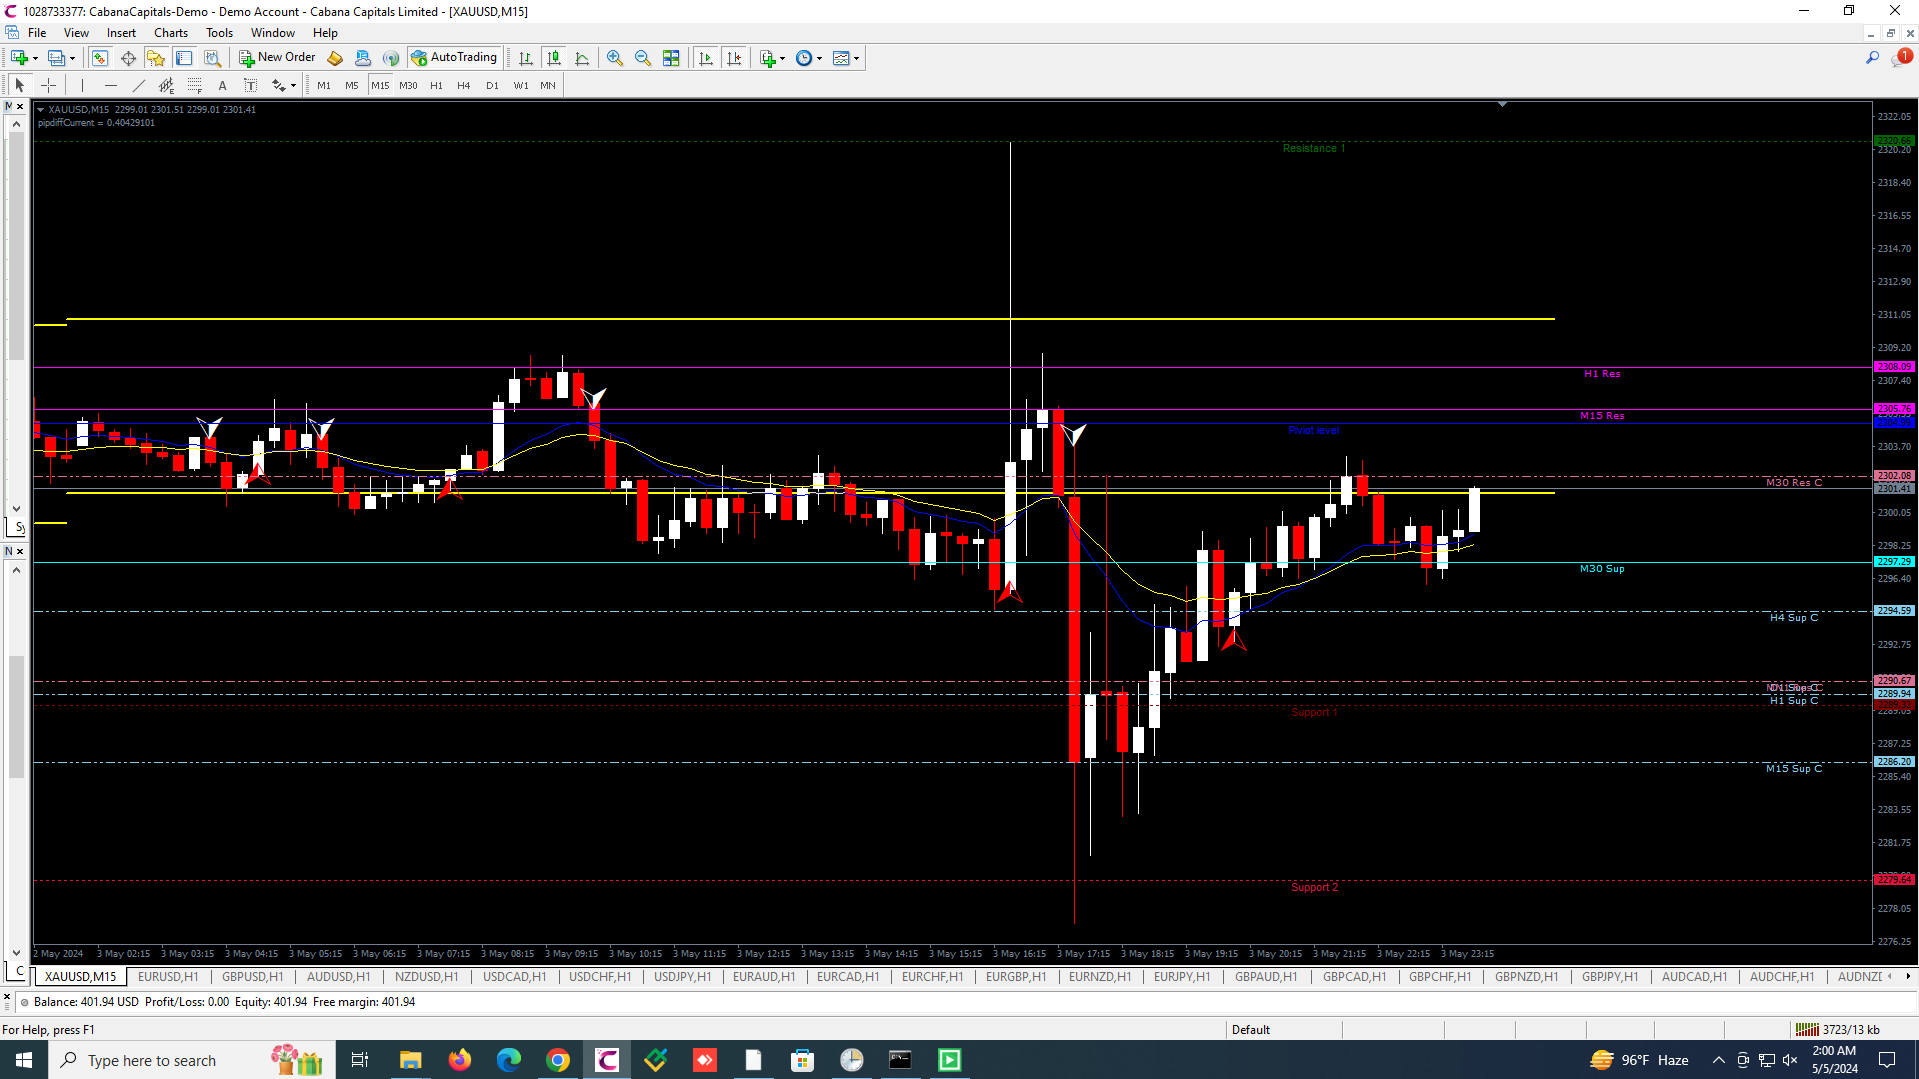 1028733377: CabanaCapitals-Demo - Demo Account - Cabana Capitals Limited - [XAUUSD,M15]
File View Insert Charts Tools Window Help
New Order AutoTrading 1
A T M1 M5 M15 M30 H1 H4 D1 W1 MN
M
XAUUSD,M15 2299.01 2301.51 2299.01 2301.41
pipdiffCurrent = 0.40429101
2322.05
2320.66
Resistance 1
2320.20
2318.40
2316.55
2314.70
2312.90
2311.05
2309.20
2308.09
H1 Res
2307.40
2305.76
M15 Res
Pivot level
2303.70
2302.08
M30 Res C
2301.41
2300.05
Sy
N
2298.25
2297.29
M30 Sup
2296.40
2294.59
H4 Sup C
2292.75
2290.67
2289.94
H1 Sup C
Support 1
2289.05
2287.25
2286.20
M15 Sup C
2285.40
2283.55
2281.75
2279.64
Support 2
2278.05
2276.25
2 May 2024 3 May 02:15 3 May 03:15 3 May 04:15 3 May 05:15 3 May 06:15 3 May 07:15 3 May 08:15 3 May 09:15 3 May 10:15 3 May 11:15 3 May 12:15 3 May 13:15 3 May 14:15 3 May 15:15 3 May 16:15 3 May 17:15 3 May 18:15 3 May 19:15 3 May 20:15 3 May 21:15 3 May 22:15 3 May 23:15
C XAUUSD,M15 EURUSD,H1 GBPUSD,H1 AUDUSD,H1 NZDUSD,H1 USDCAD,H1 USDCHF,H1 USDJPY,H1 EURAUD,H1 EURCAD,H1 EURCHF,H1 EURGBP,H1 EURNZD,H1 EURJPY,H1 GBPAUD,H1 GBPCAD,H1 GBPCHF,H1 GBPNZD,H1 GBPJPY,H1 AUDCAD,H1 AUDCHF,H1 AUDNZD
Balance: 401.94 USD Profit/Loss: 0.00 Equity: 401.94 Free margin: 401.94
For Help, press F1 Default 3723/13 kb
Type here to search 96°F Haze 2:00 AM
5/5/2024